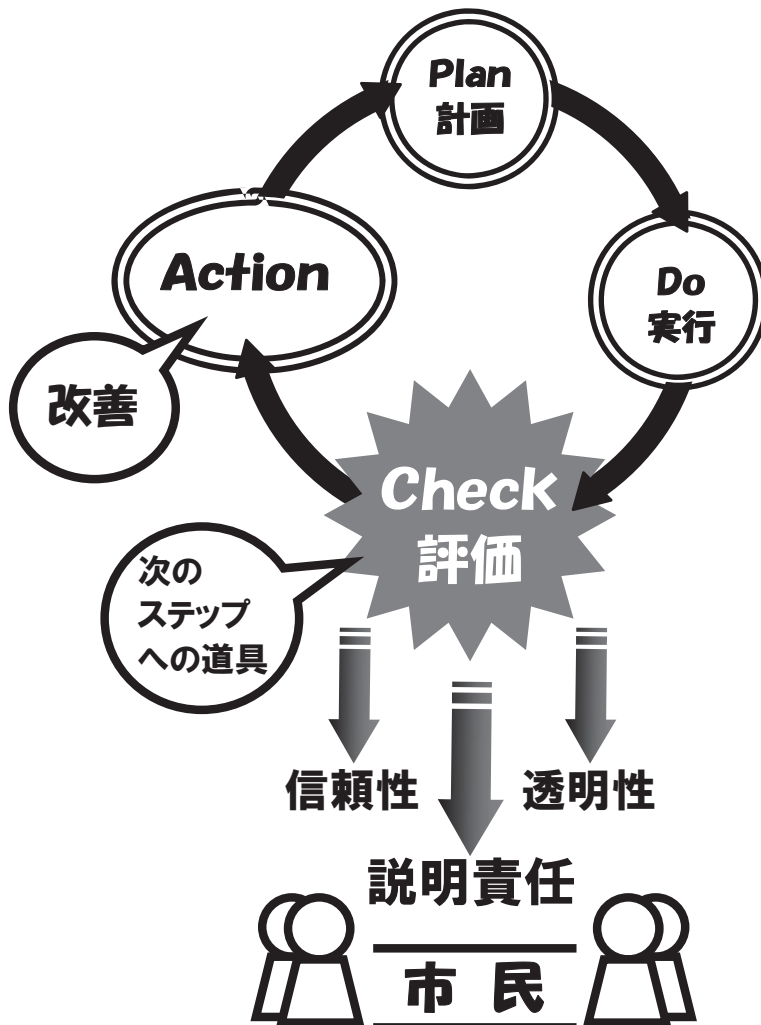 Plan
計画
Action
Do
実行
改善
Check
評価
次の
ステップ
への道具
信頼性
透明性
説明責任
市民